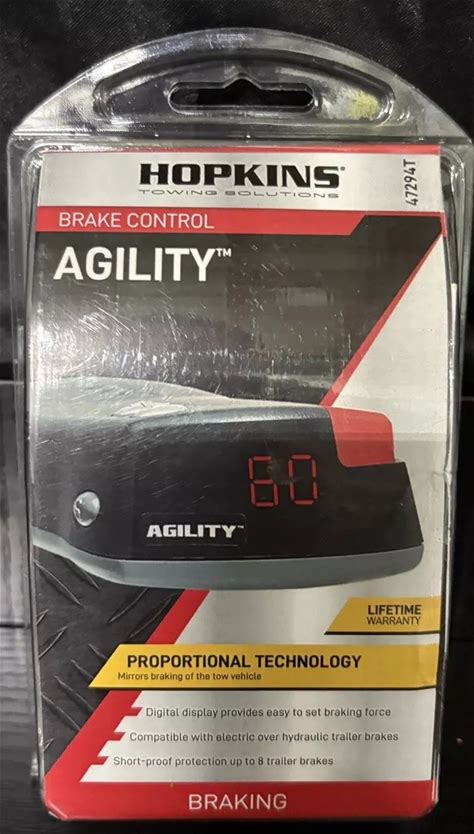 HOPKINS®
TOWING SOLUTIONS
47294T
BRAKE CONTROL
AGILITY™
60
AGILITY™
LIFETIME
WARRANTY
PROPORTIONAL TECHNOLOGY
Mirrors braking of the tow vehicle
Digital display provides easy to set braking force
Compatible with electric over hydraulic trailer brakes
Short-proof protection up to 8 trailer brakes
BRAKING